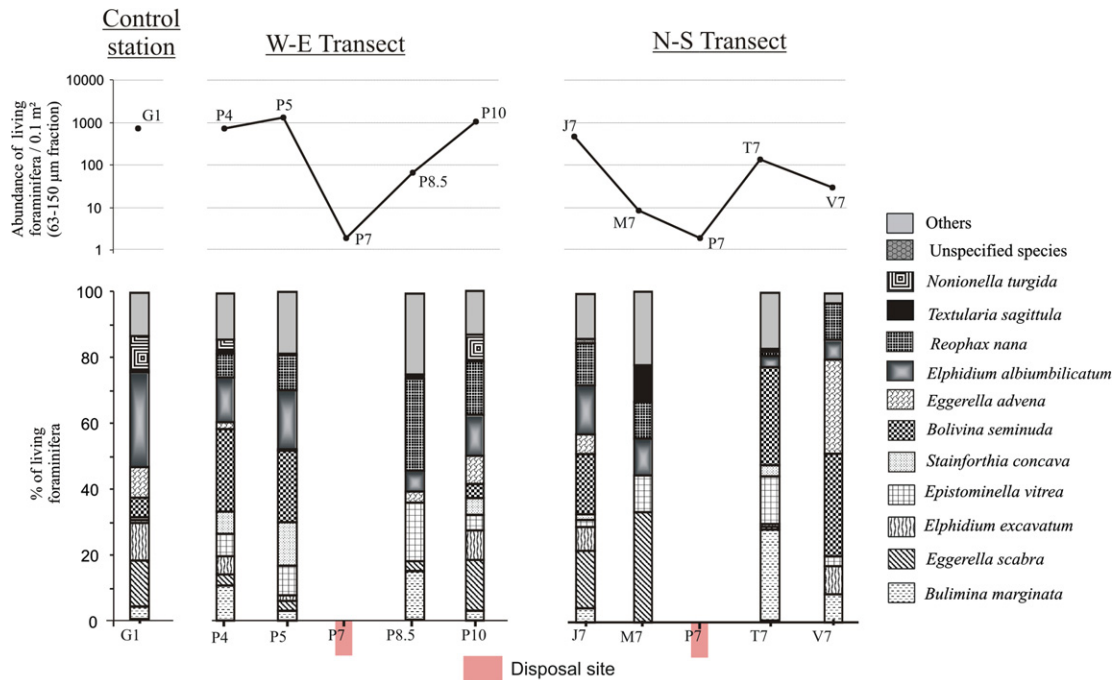 Control
station
W-E Transect
N-S Transect
Abundance of living
foraminifera / 0.1 m²
(63-150 µm fraction)
10000
1000
100
10
1
G1
P4
P5
P7
P8.5
P10
J7
M7
P7
T7
V7
Others
Unspecified species
Nonionella turgida
Textularia sagittula
Reophax nana
Elphidium albiumbilicatum
Eggerella advena
Bolivina seminuda
Stainforthia concava
Epistominella vitrea
Elphidium excavatum
Eggerella scabra
Bulimina marginata
% of living
foraminifera
100
80
60
40
20
0
G1
P4
P5
P7
P8.5
P10
J7
M7
P7
T7
V7
Disposal site